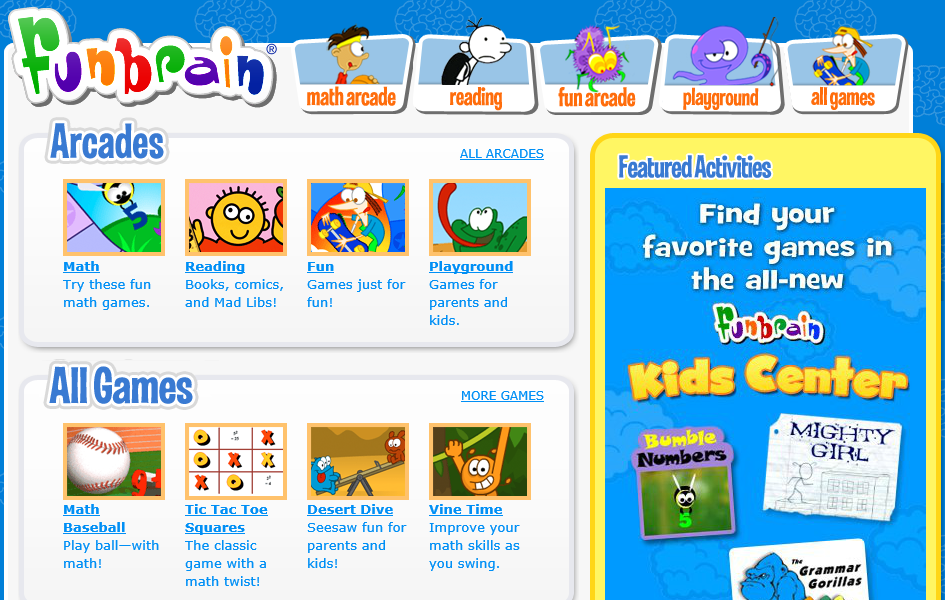 funbrain®
math arcade
reading
fun arcade
playground
all games
Arcades
ALL ARCADES
Math
Try these fun
math games.
Reading
Books, comics,
and Mad Libs!
Fun
Games just for
fun!
Playground
Games for
parents and
kids.
All Games
MORE GAMES
Math
Baseball
Play ball—with
math!
Tic Tac Toe
Squares
The classic
game with a
math twist!
Desert Dive
Seesaw fun for
parents and
kids!
Vine Time
Improve your
math skills as
you swing.
Featured Activities
Find your
favorite games in
the all-new
funbrain
Kids Center
Bumble
Numbers
5
MIGHTY
GIRL
The
Grammar
Gorillas